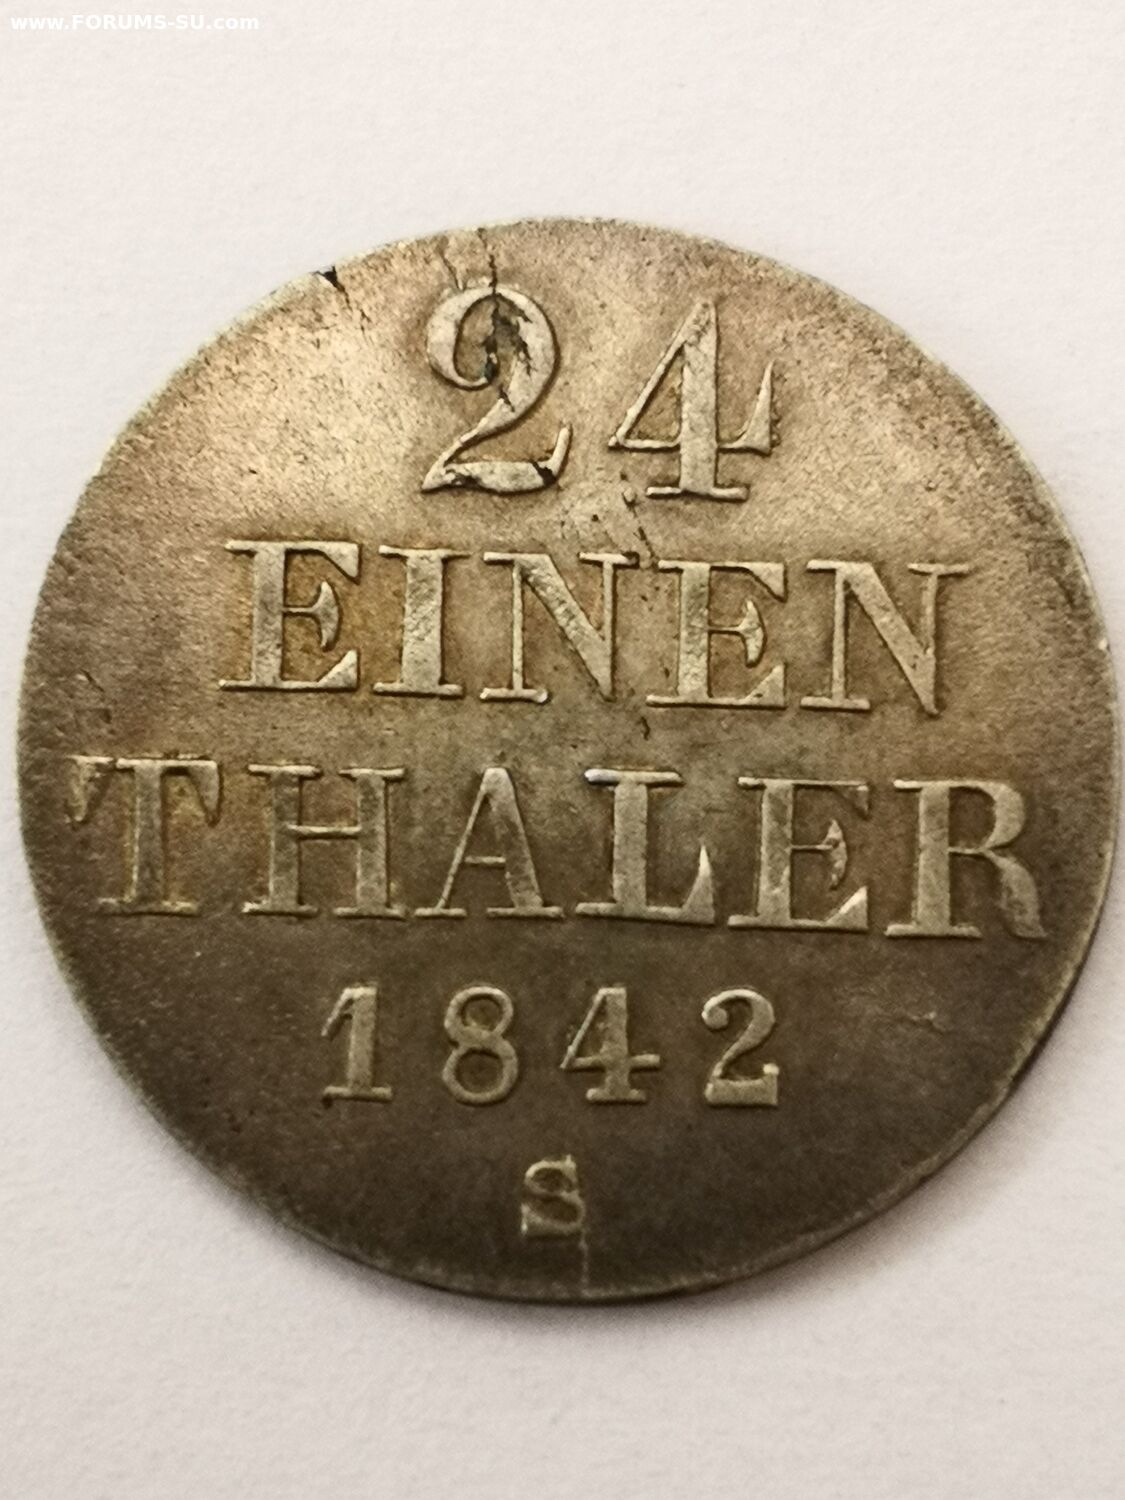 www.FORUMS-SU.com
24
EINEN
THALER
1842
S